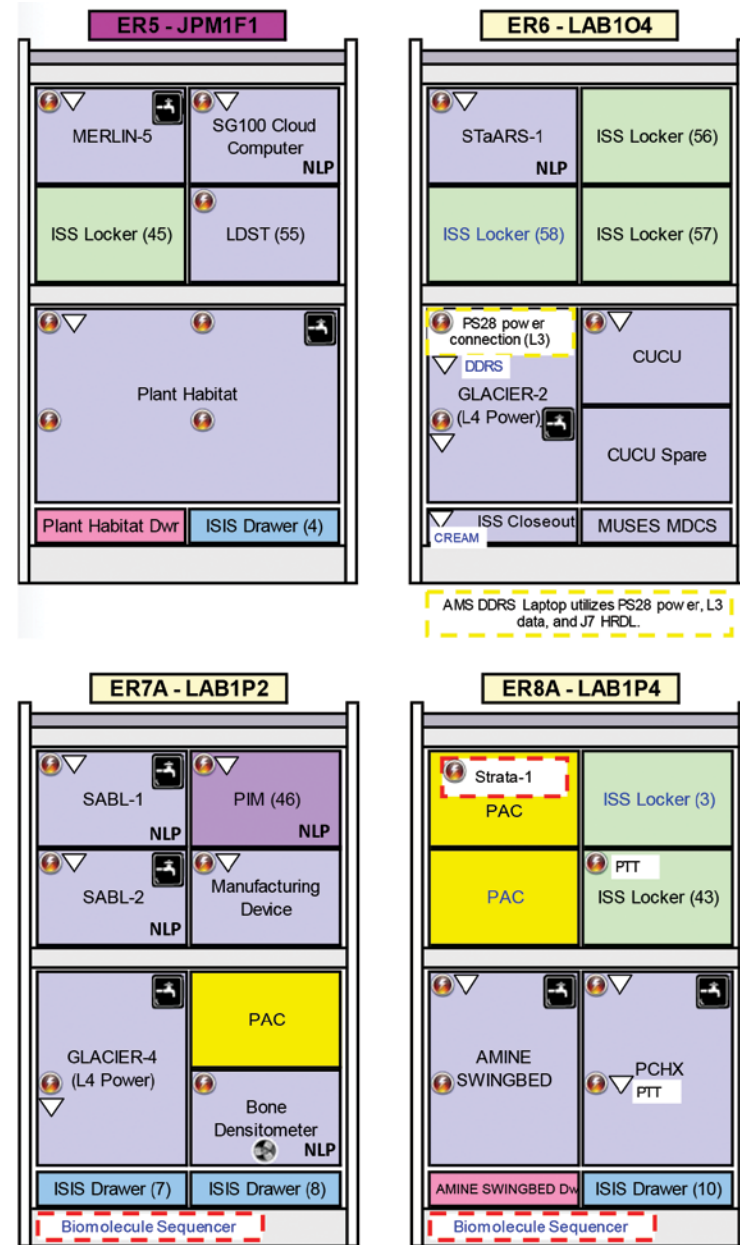 ER5 - JPM1F1
MERLIN-5
SG100 Cloud
Computer
NLP
ISS Locker (45)
LDST (55)
Plant Habitat
Plant Habitat Dwr
ISIS Drawer (4)
ER6 - LAB1O4
STaARS-1
NLP
ISS Locker (56)
ISS Locker (58)
ISS Locker (57)
PS28 power
connection (L3)
DDRS
GLACIER-2
(L4 Power)
CUCU
CUCU Spare
ISS Closeout
CREAM
MUSES MDCS
AMS DDRS Laptop utilizes PS28 power, L3
data, and J7 HRDL.
ER7A - LAB1P2
SABL-1
NLP
PIM (46)
NLP
SABL-2
NLP
Manufacturing
Device
GLACIER-4
(L4 Power)
PAC
Bone
Densitometer
NLP
ISIS Drawer (7)
ISIS Drawer (8)
Biomolecule Sequencer
ER8A - LAB1P4
Strata-1
PAC
ISS Locker (3)
PAC
PTT
ISS Locker (43)
AMINE
SWINGBED
PCHX
PTT
AMINE SWINGBED Dw
ISIS Drawer (10)
Biomolecule Sequencer